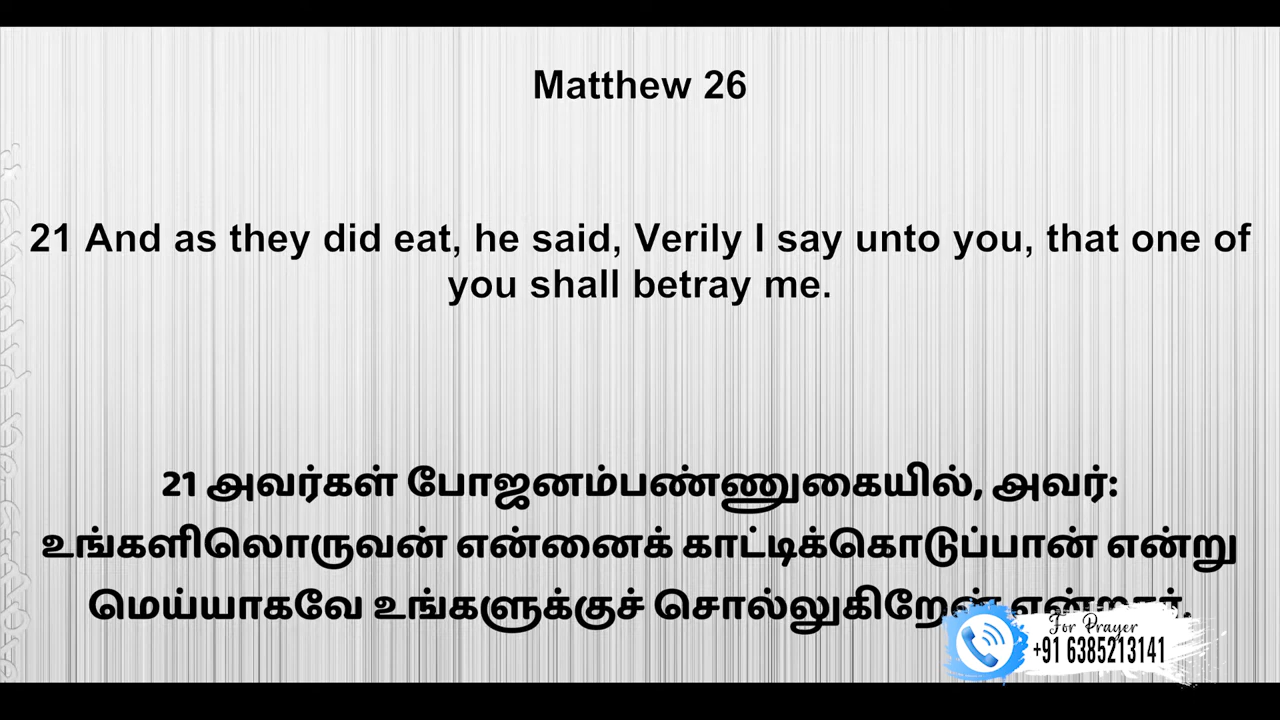 Matthew 26
21 And as they did eat, he said, Verily I say unto you, that one of
you shall betray me.
21 அவர்கள் போஜனம்பண்ணுகையில், அவர்:
உங்களிலொருவன் என்னைக் காட்டிக்கொடுப்பான் என்று
மெய்யாகவே உங்களுக்குச் சொல்லுகிறேன் என்றார்.
For Prayer
+91 6385213141